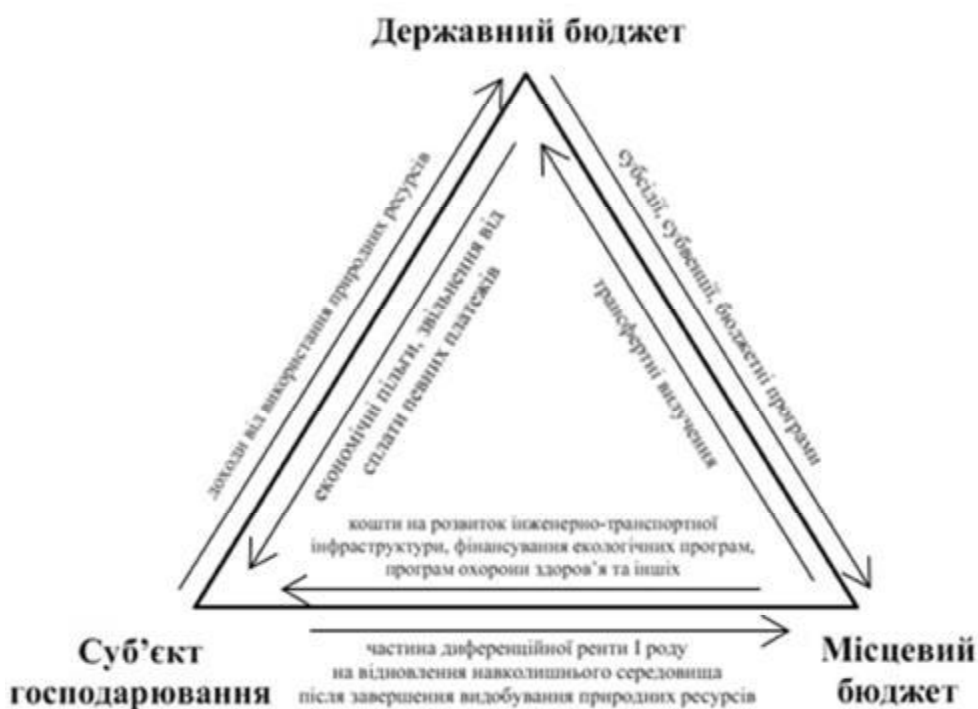 Державний бюджет
доходи від використання природних ресурсів
економічні пільги, звільнення від
сплати певних платежів
трансфертні вилучення
субсидії, субвенції, бюджетні програми
кошти на розвиток інженерно-транспортної
інфраструктури, фінансування екологічних програм,
програм охорони здоров’я та іншіх
Суб’єкт
господарювання
частина диференційної ренти І роду
на відновлення навколишнього середовища
після завершення видобування природних ресурсів
Місцевий
бюджет